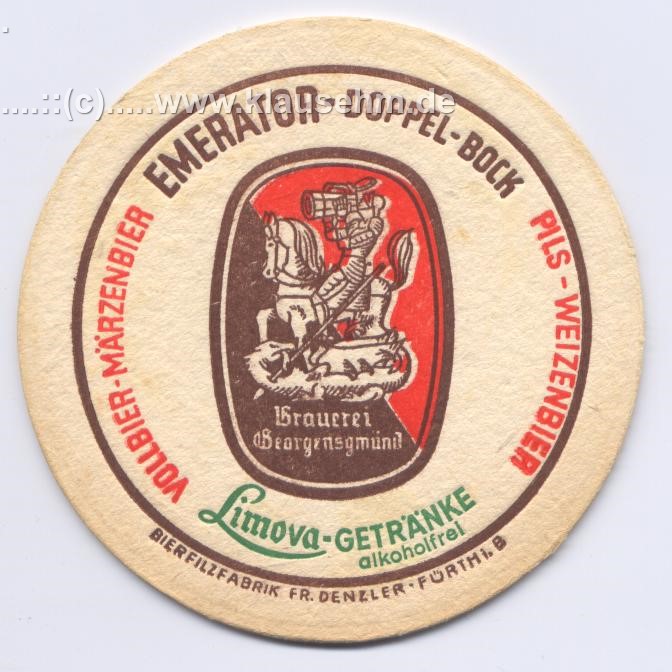 .....::(c).....www.klausehm.de
EMERATOR-DOPPEL-BOCK
VOLLBIER-MÄRZENBIER
PILS - WEIZENBIER
Brauerei
Georgensgmünd
Limova-GETRÄNKE
alkoholfrei
BIERFILZFABRIK FR. DENZLER-FÜRTH i. B